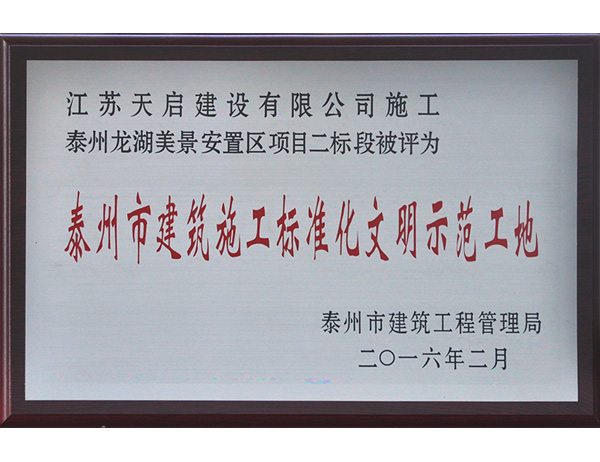 江苏天启建设有限公司施工
泰州龙湖美景安置区项目二标段被评为
泰州市建筑施工标准化文明示范工地
泰州市建筑工程管理局
二〇一六年二月